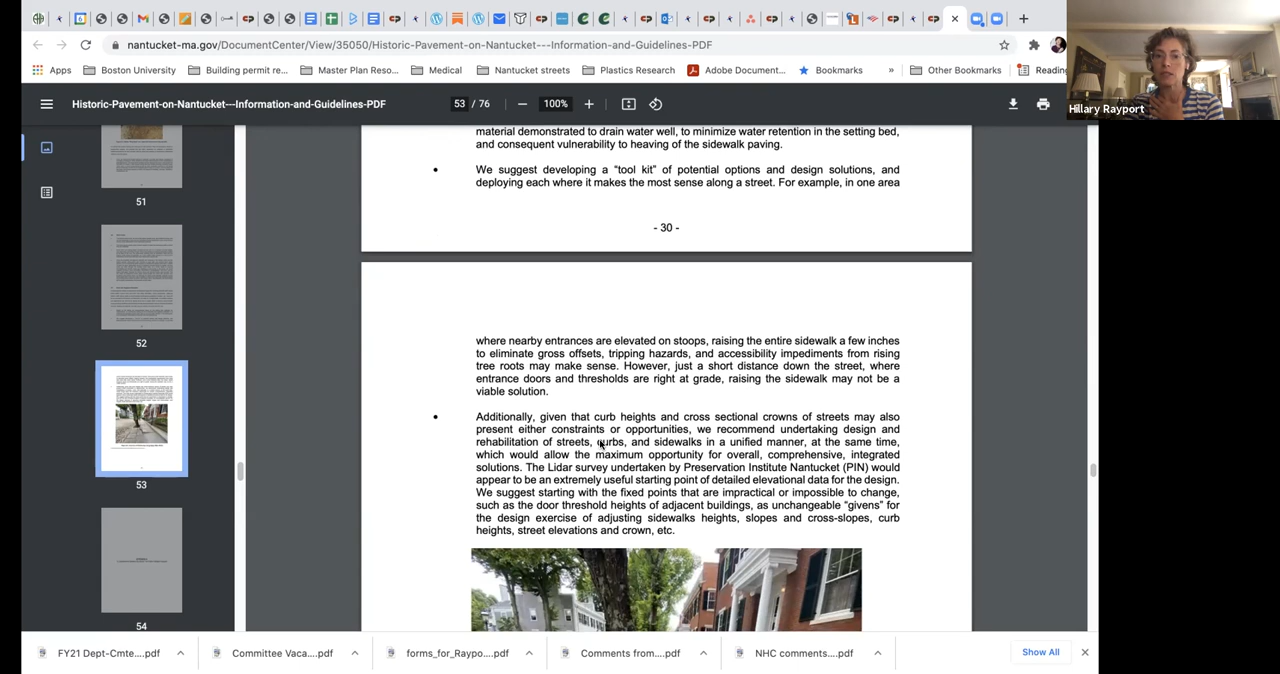 nantucket-ma.gov/DocumentCenter/View/35050/Historic-Pavement-on-Nantucket---Information-and-Guidelines-PDF
Apps
Boston University
Building permit re...
Master Plan Reso...
Medical
Nantucket streets
Plastics Research
Adobe Document...
Bookmarks
»
Other Bookmarks
Reading
Hillary Rayport
Historic-Pavement-on-Nantucket---Information-and-Guidelines-PDF
53 / 76
100%
51
52
53
54
material demonstrated to drain water well, to minimize water retention in the setting bed,
and consequent vulnerability to heaving of the sidewalk paving.
• We suggest developing a “tool kit” of potential options and design solutions, and
deploying each where it makes the most sense along a street. For example, in one area
- 30 -
where nearby entrances are elevated on stoops, raising the entire sidewalk a few inches
to eliminate gross offsets, tripping hazards, and accessibility impediments from rising
tree roots may make sense. However, just a short distance down the street, where
entrance doors and thresholds are right at grade, raising the sidewalk may not be a
viable solution.
• Additionally, given that curb heights and cross sectional crowns of streets may also
present either constraints or opportunities, we recommend undertaking design and
rehabilitation of streets, curbs, and sidewalks in a unified manner, at the same time,
which would allow the maximum opportunity for overall, comprehensive, integrated
solutions. The Lidar survey undertaken by Preservation Institute Nantucket (PIN) would
appear to be an extremely useful starting point of detailed elevational data for the design.
We suggest starting with the fixed points that are impractical or impossible to change,
such as the door threshold heights of adjacent buildings, as unchangeable “givens” for
the design exercise of adjusting sidewalks heights, slopes and cross-slopes, curb
heights, street elevations and crown, etc.
FY21 Dept-Cmte....pdf
Committee Vaca....pdf
forms_for_Raypo....pdf
Comments from....pdf
NHC comments....pdf
Show All